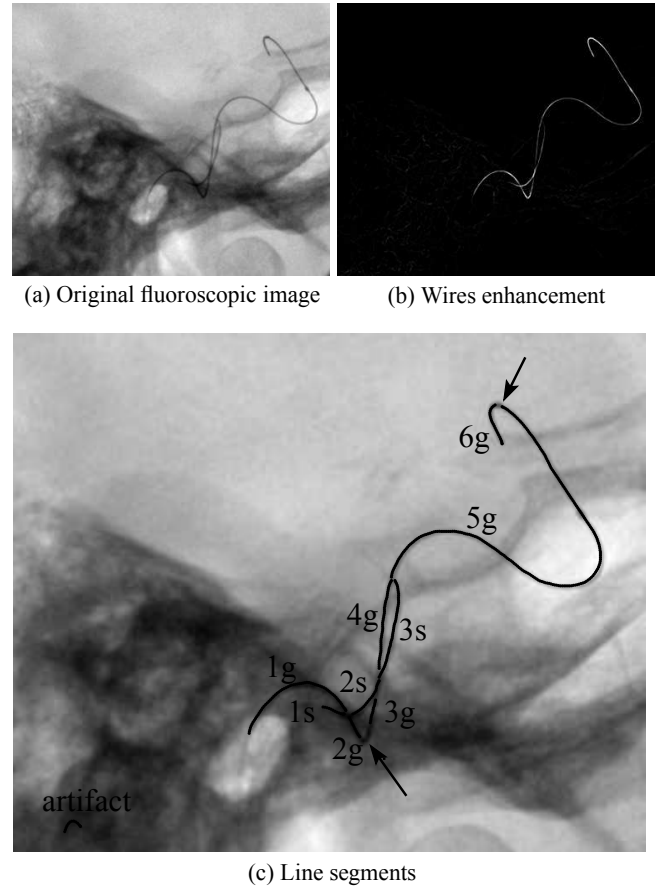 (a) Original fluoroscopic image
(b) Wires enhancement
6g
5g
4g
3s
1g
2s
1s
3g
2g
artifact
(c) Line segments